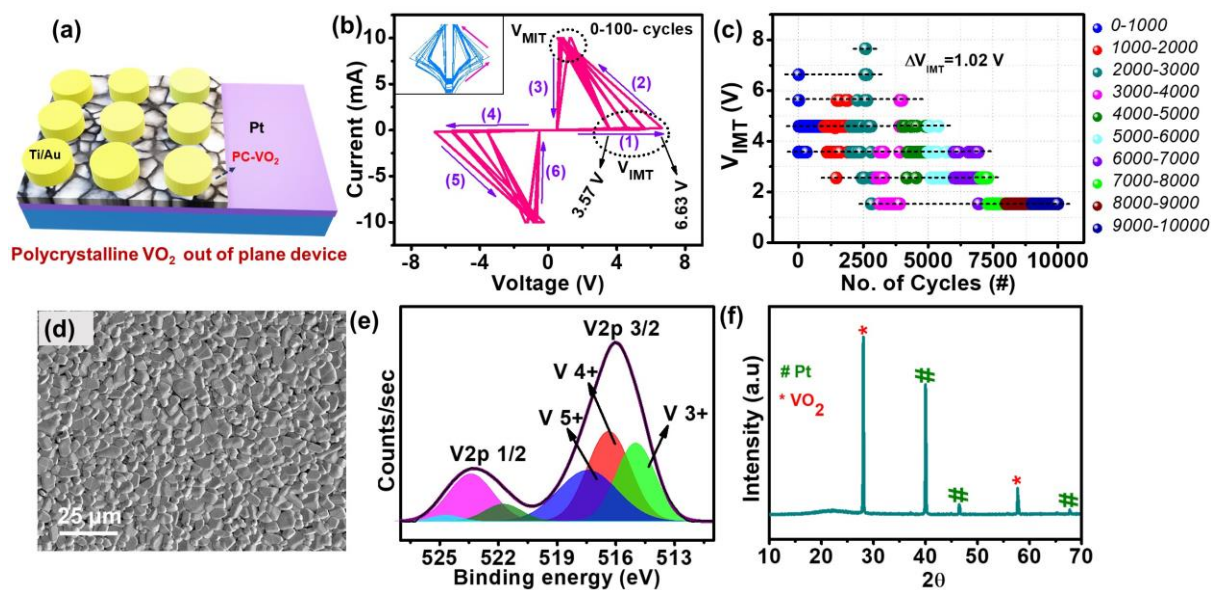 (a)
Pt
Ti/Au
PC-VO₂
Polycrystalline VO₂ out of plane device
(b)
V_MIT
0-100- cycles
(3)
(2)
(4)
(1)
V_IMT
(5)
(6)
3.57 V
6.63 V
10
5
0
-5
-10
Current (mA)
-8 -4 0 4 8
Voltage (V)
(c)
ΔV_IMT=1.02 V
8
6
4
2
0
V_IMT (V)
0 2500 5000 7500 10000
No. of Cycles (#)
0-1000
1000-2000
2000-3000
3000-4000
4000-5000
5000-6000
6000-7000
7000-8000
8000-9000
9000-10000
(d)
25 µm
(e)
V2p 3/2
V 4+
V 5+
V 3+
V2p 1/2
Counts/sec
525 522 519 516 513
Binding energy (eV)
(f)
*
#
# Pt
* VO₂
#
*
#
Intensity (a.u)
10 20 30 40 50 60 70
2θ